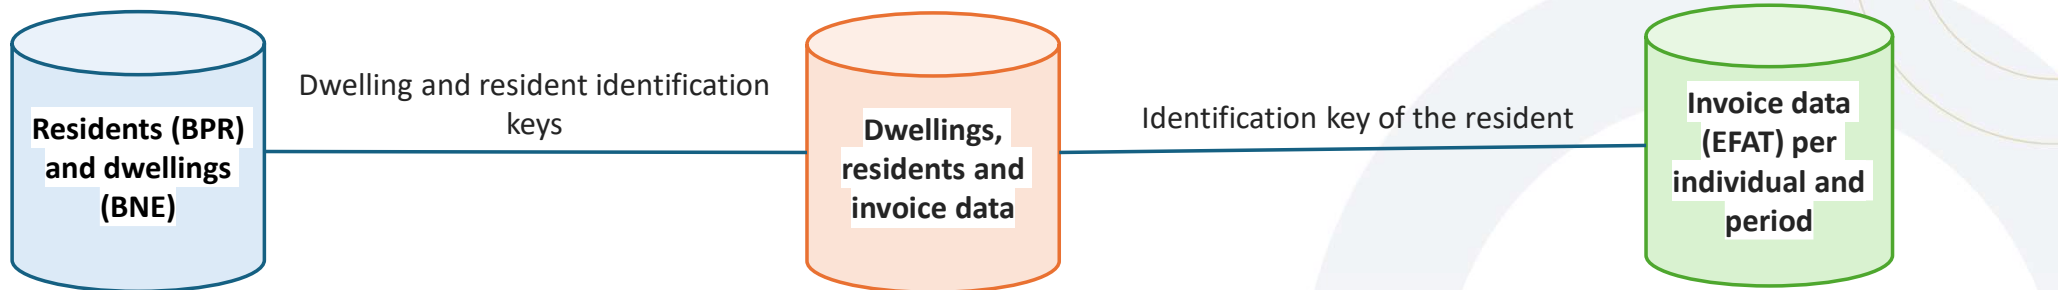 Residents (BPR)
and dwellings
(BNE)
Dwelling and resident identification
keys
Dwellings,
residents and
invoice data
Identification key of the resident
Invoice data
(EFAT) per
individual and
period